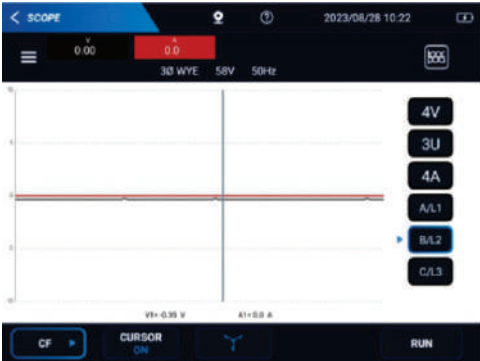 SCOPE 2023/08/28 10:22
V A
0.00 0.0
3Ø WYE 58V 50Hz
4V
3U
4A
A/L1
B/L2
C/L3
V1=-0.35 V A1=0.0 A
CF CURSOR ON RUN